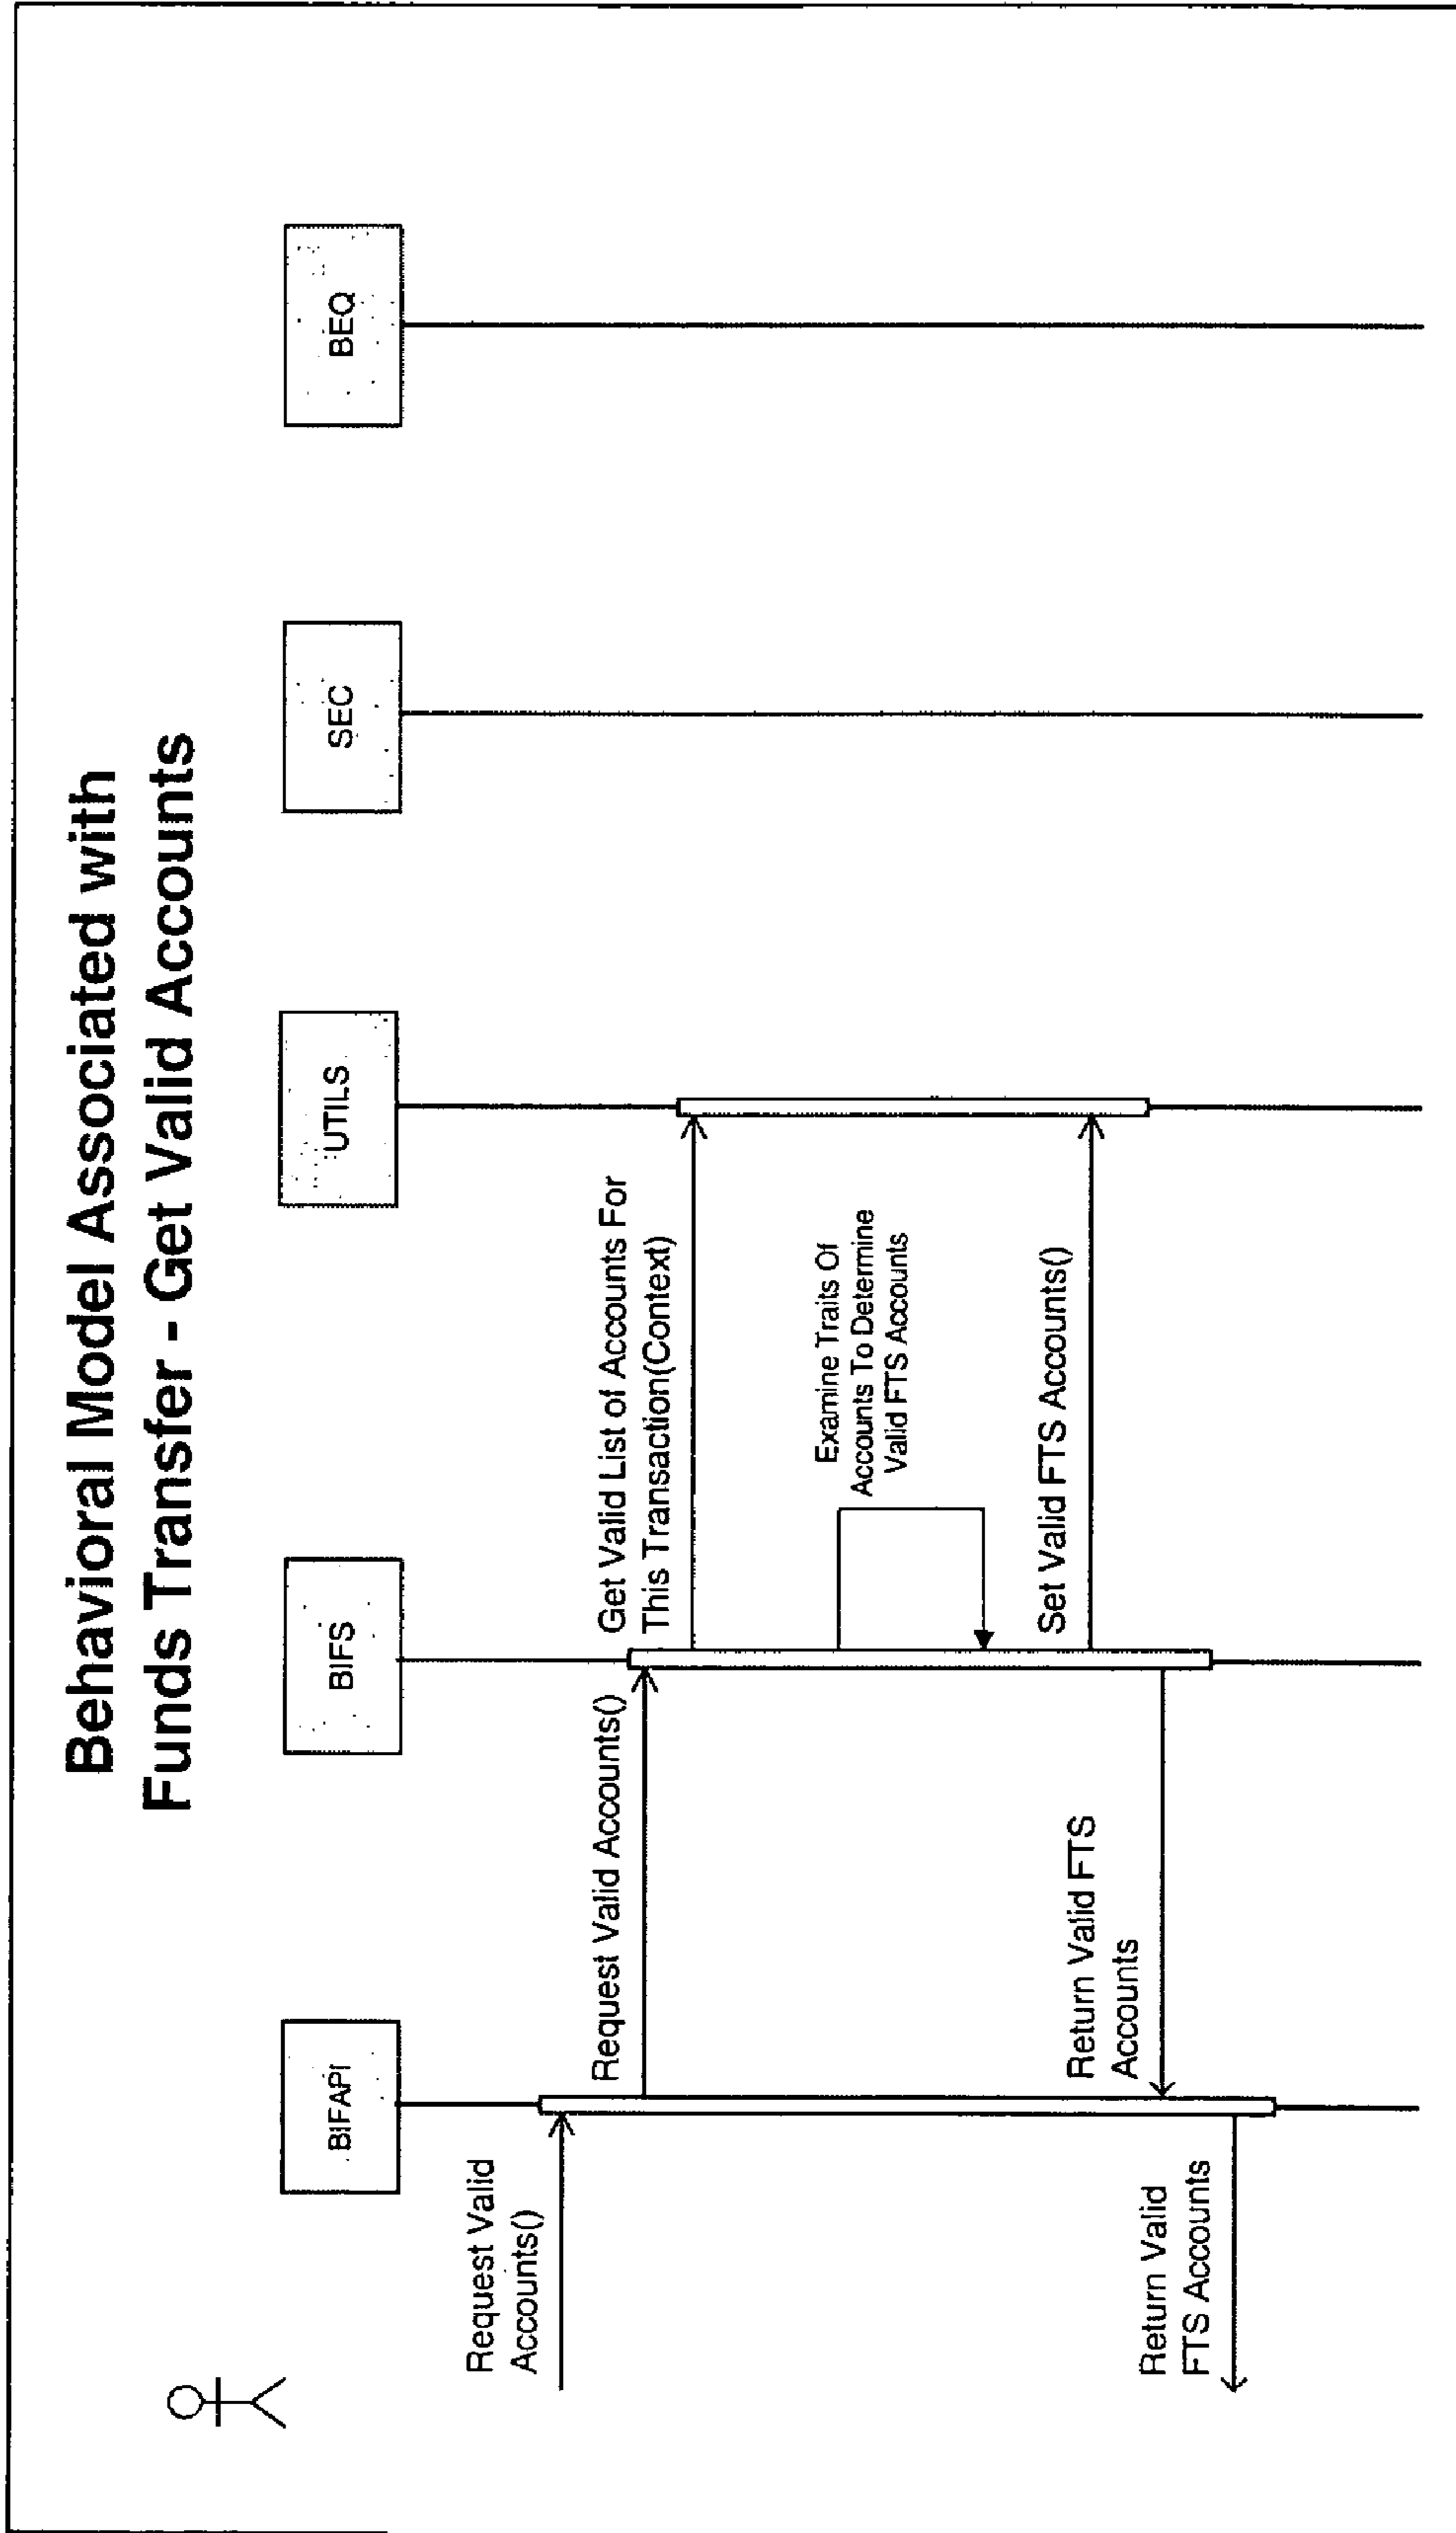 Behavioral Model Associated with
Funds Transfer - Get Valid Accounts
BIFAPI
BIFS
UTILS
SEC
BEQ
Request Valid
Accounts()
Request Valid Accounts()
Get Valid List of Accounts For
This Transaction(Context)
Examine Traits Of
Accounts To Determine
Valid FTS Accounts
Set Valid FTS Accounts()
Return Valid FTS
Accounts
Return Valid
FTS Accounts